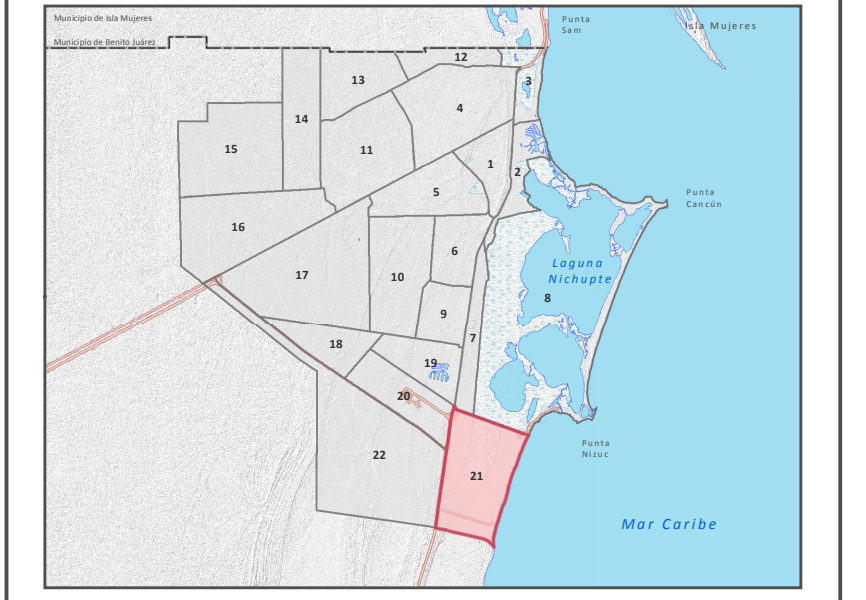 Municipio de Isla Mujeres
Punta
Sam
Isla Mujeres
Municipio de Benito Juárez
12
13
3
4
14
15
11
1
2
5
Punta
Cancún
16
6
Laguna
Nichupte
17
10
8
9
7
18
19
20
Punta
Nizuc
22
21
Mar Caribe